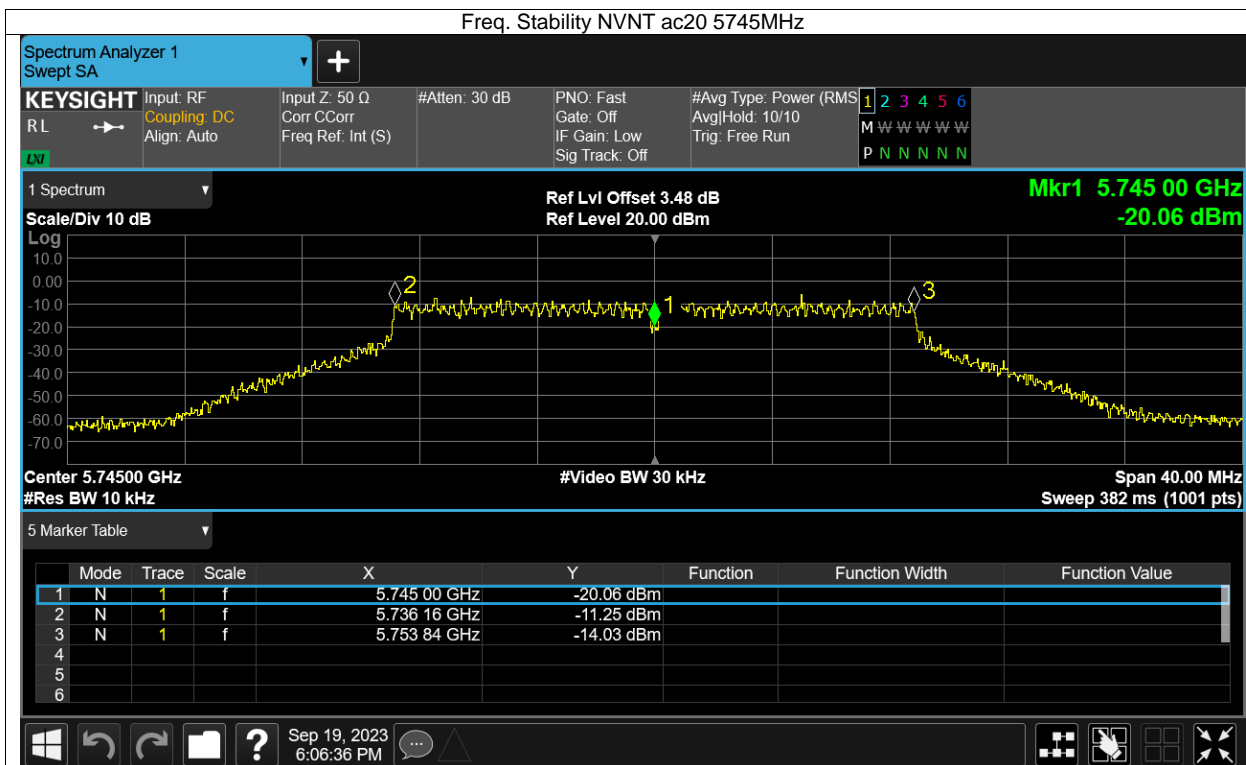 Freq. Stability NVNT ac20 5745MHz
Spectrum Analyzer 1
Swept SA
KEYSIGHT
RL
LXI
Input: RF
Coupling: DC
Align: Auto
Input Z: 50 Ω
Corr CCorr
Freq Ref: Int (S)
#Atten: 30 dB
PNO: Fast
Gate: Off
IF Gain: Low
Sig Track: Off
#Avg Type: Power (RMS
Avg|Hold: 10/10
Trig: Free Run
1 2 3 4 5 6
M W W W W W
P N N N N N
1 Spectrum
Scale/Div 10 dB
Ref Lvl Offset 3.48 dB
Ref Level 20.00 dBm
Mkr1 5.745 00 GHz
-20.06 dBm
Log
10.0
0.00
-10.0
-20.0
-30.0
-40.0
-50.0
-60.0
-70.0
2
1
3
Center 5.74500 GHz
#Video BW 30 kHz
Span 40.00 MHz
#Res BW 10 kHz
Sweep 382 ms (1001 pts)
5 Marker Table
Mode Trace Scale X Y Function Function Width Function Value
1 N 1 f 5.745 00 GHz -20.06 dBm
2 N 1 f 5.736 16 GHz -11.25 dBm
3 N 1 f 5.753 84 GHz -14.03 dBm
4
5
6
?
Sep 19, 2023
6:06:36 PM